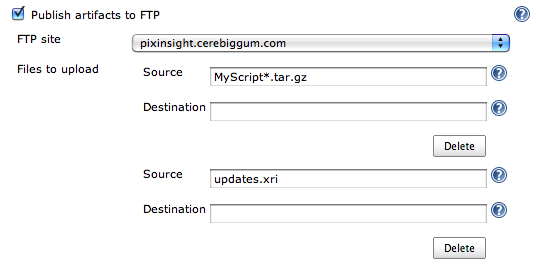 Publish artifacts to FTP
FTP site pixinsight.cerebiggum.com
Files to upload Source MyScript*.tar.gz
Destination
Delete
Source updates.xri
Destination
Delete